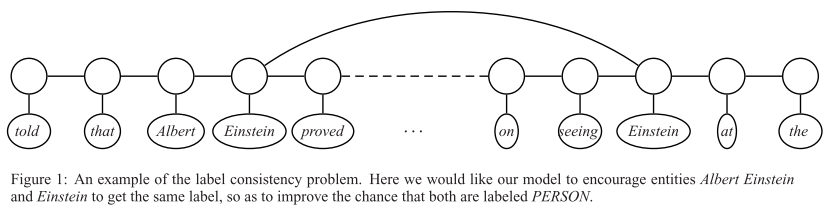 told that Albert Einstein proved ... on seeing Einstein at the
Figure 1: An example of the label consistency problem. Here we would like our model to encourage entities Albert Einstein
and Einstein to get the same label, so as to improve the chance that both are labeled PERSON.